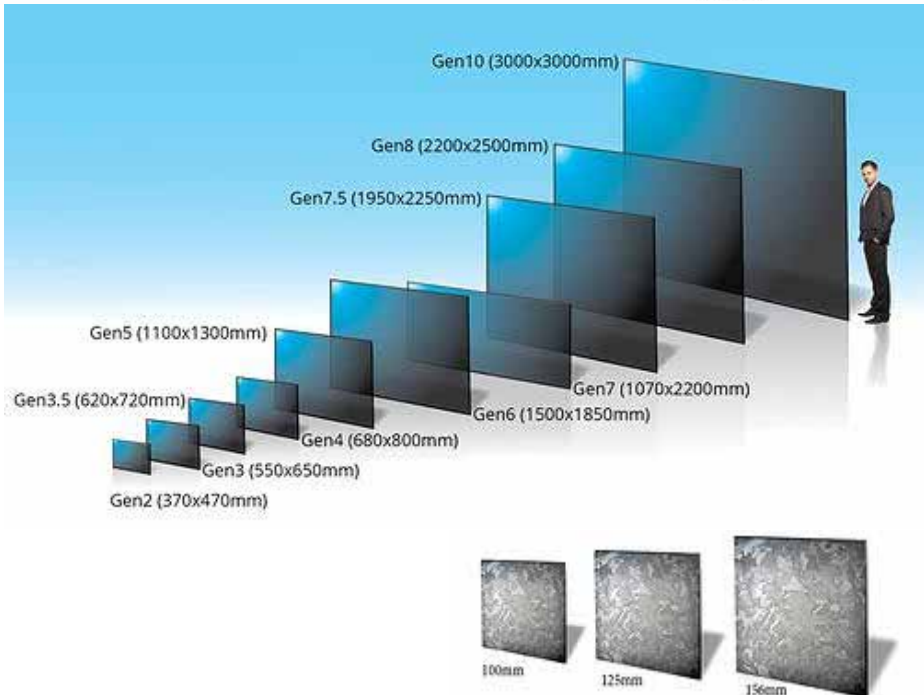 Gen10 (3000x3000mm)
Gen8 (2200x2500mm)
Gen7.5 (1950x2250mm)
Gen5 (1100x1300mm)
Gen7 (1070x2200mm)
Gen3.5 (620x720mm)
Gen6 (1500x1850mm)
Gen4 (680x800mm)
Gen3 (550x650mm)
Gen2 (370x470mm)
100mm
125mm
156mm